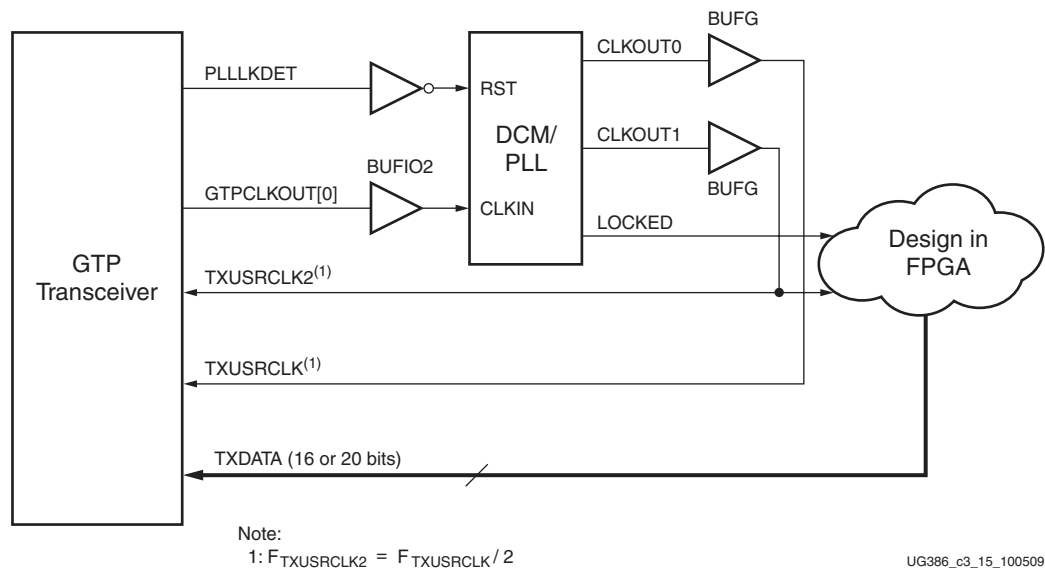 BUFG
CLKOUT0
PLLLKDET
RST
DCM/
PLL
CLKOUT1
BUFG
BUFIO2
GTPCLKOUT[0]
CLKIN
LOCKED
Design in
FPGA
GTP
Transceiver
TXUSRCLK2(1)
TXUSRCLK(1)
TXDATA (16 or 20 bits)
Note:
1: FTXUSRCLK2 = FTXUSRCLK / 2
UG386_c3_15_100509